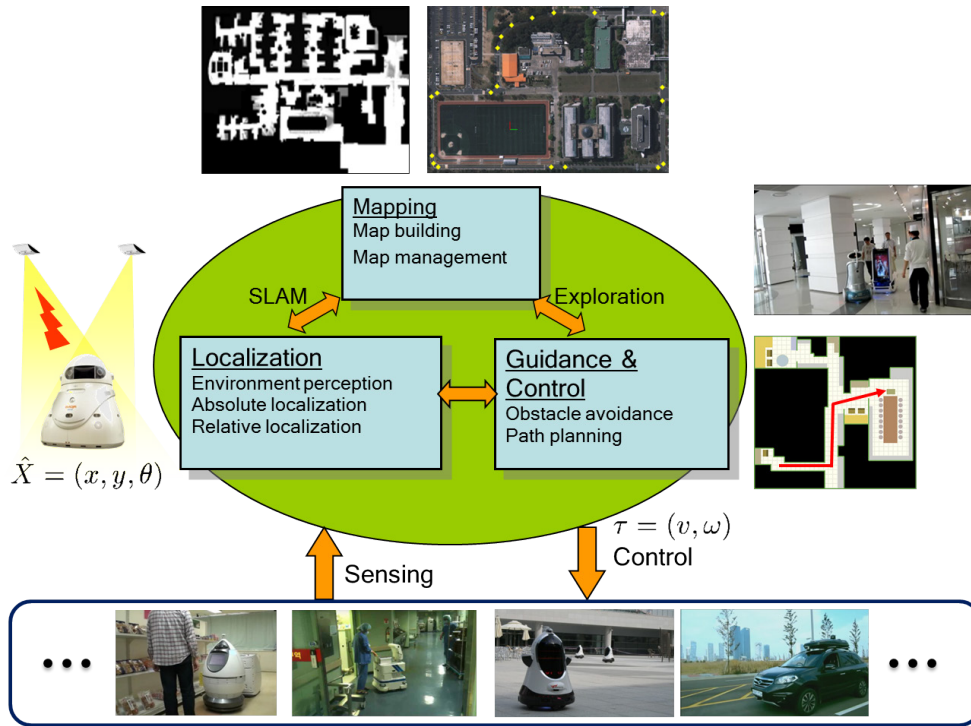 Mapping
Map building
Map management
SLAM
Exploration
Localization
Environment perception
Absolute localization
Relative localization
Guidance &
Control
Obstacle avoidance
Path planning
X̂ = (x, y, θ)
τ = (v, ω)
Control
Sensing